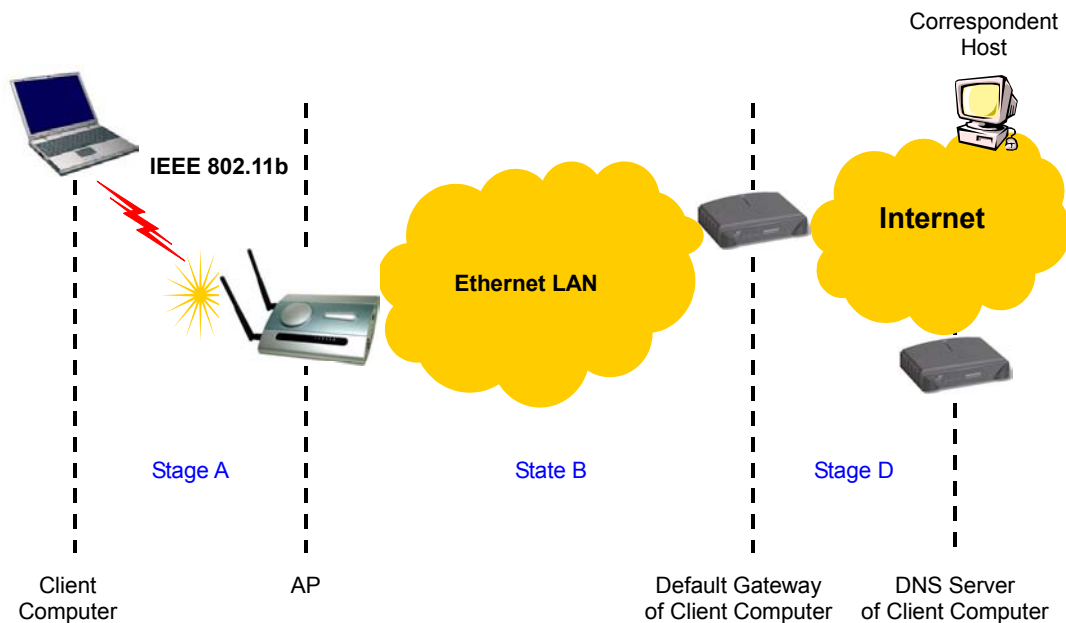 Correspondent
Host
IEEE 802.11b
Internet
Ethernet LAN
Stage A
State B
Stage D
Client
Computer
AP
Default Gateway
of Client Computer
DNS Server
of Client Computer